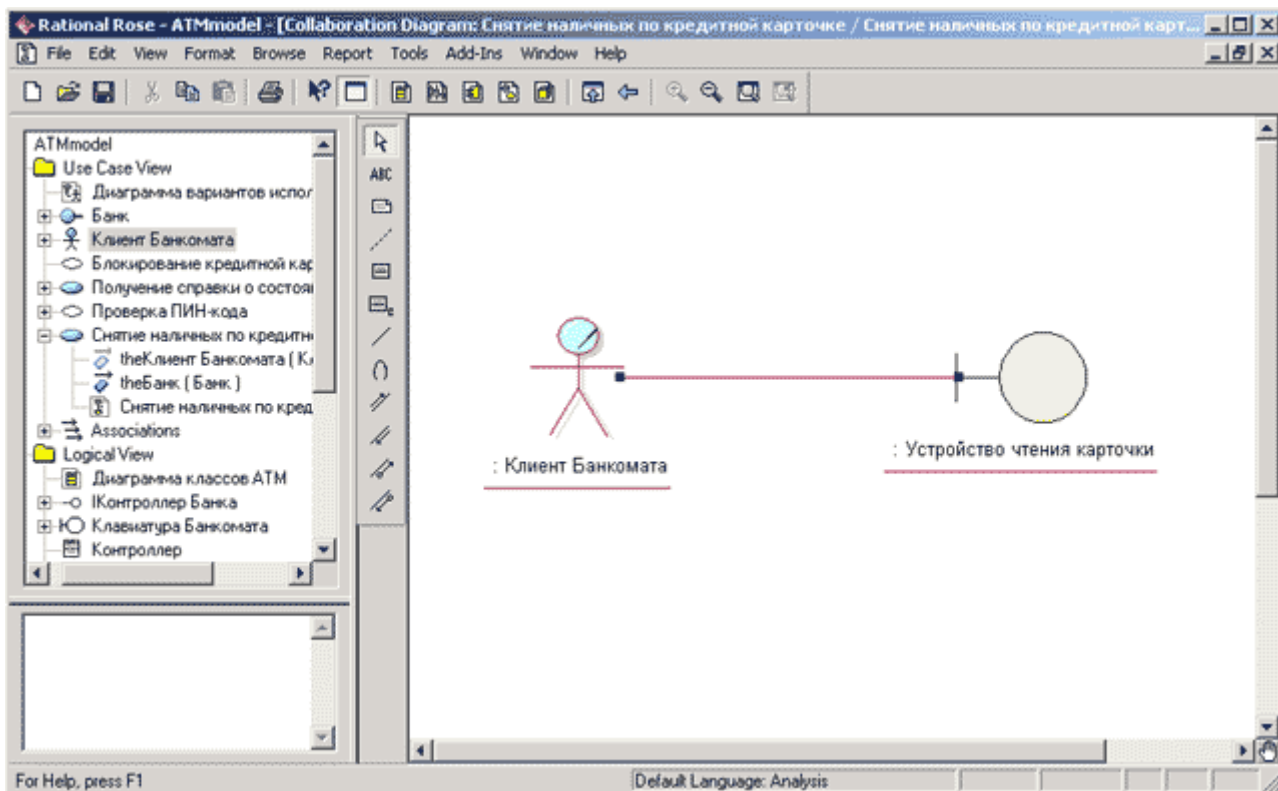 Rational Rose - ATMmodel - [Collaboration Diagram: Снятие наличных по кредитной карточке / Снятие наличных по кредитной карт...
File Edit View Format Browse Report Tools Add-Ins Window Help
ATMmodel
Use Case View
Диаграмма вариантов испол
Банк
Клиент Банкомата
Блокирование кредитной кар
Получение справки о состоя
Проверка ПИН-кода
Снятие наличных по кредитн
theКлиент Банкомата ( Кл
theБанк ( Банк )
Снятие наличных по кред
Associations
Logical View
Диаграмма классов ATM
IКонтроллер Банка
Клавиатура Банкомата
Контроллер
ABC
: Клиент Банкомата
: Устройство чтения карточки
For Help, press F1
Default Language: Analysis